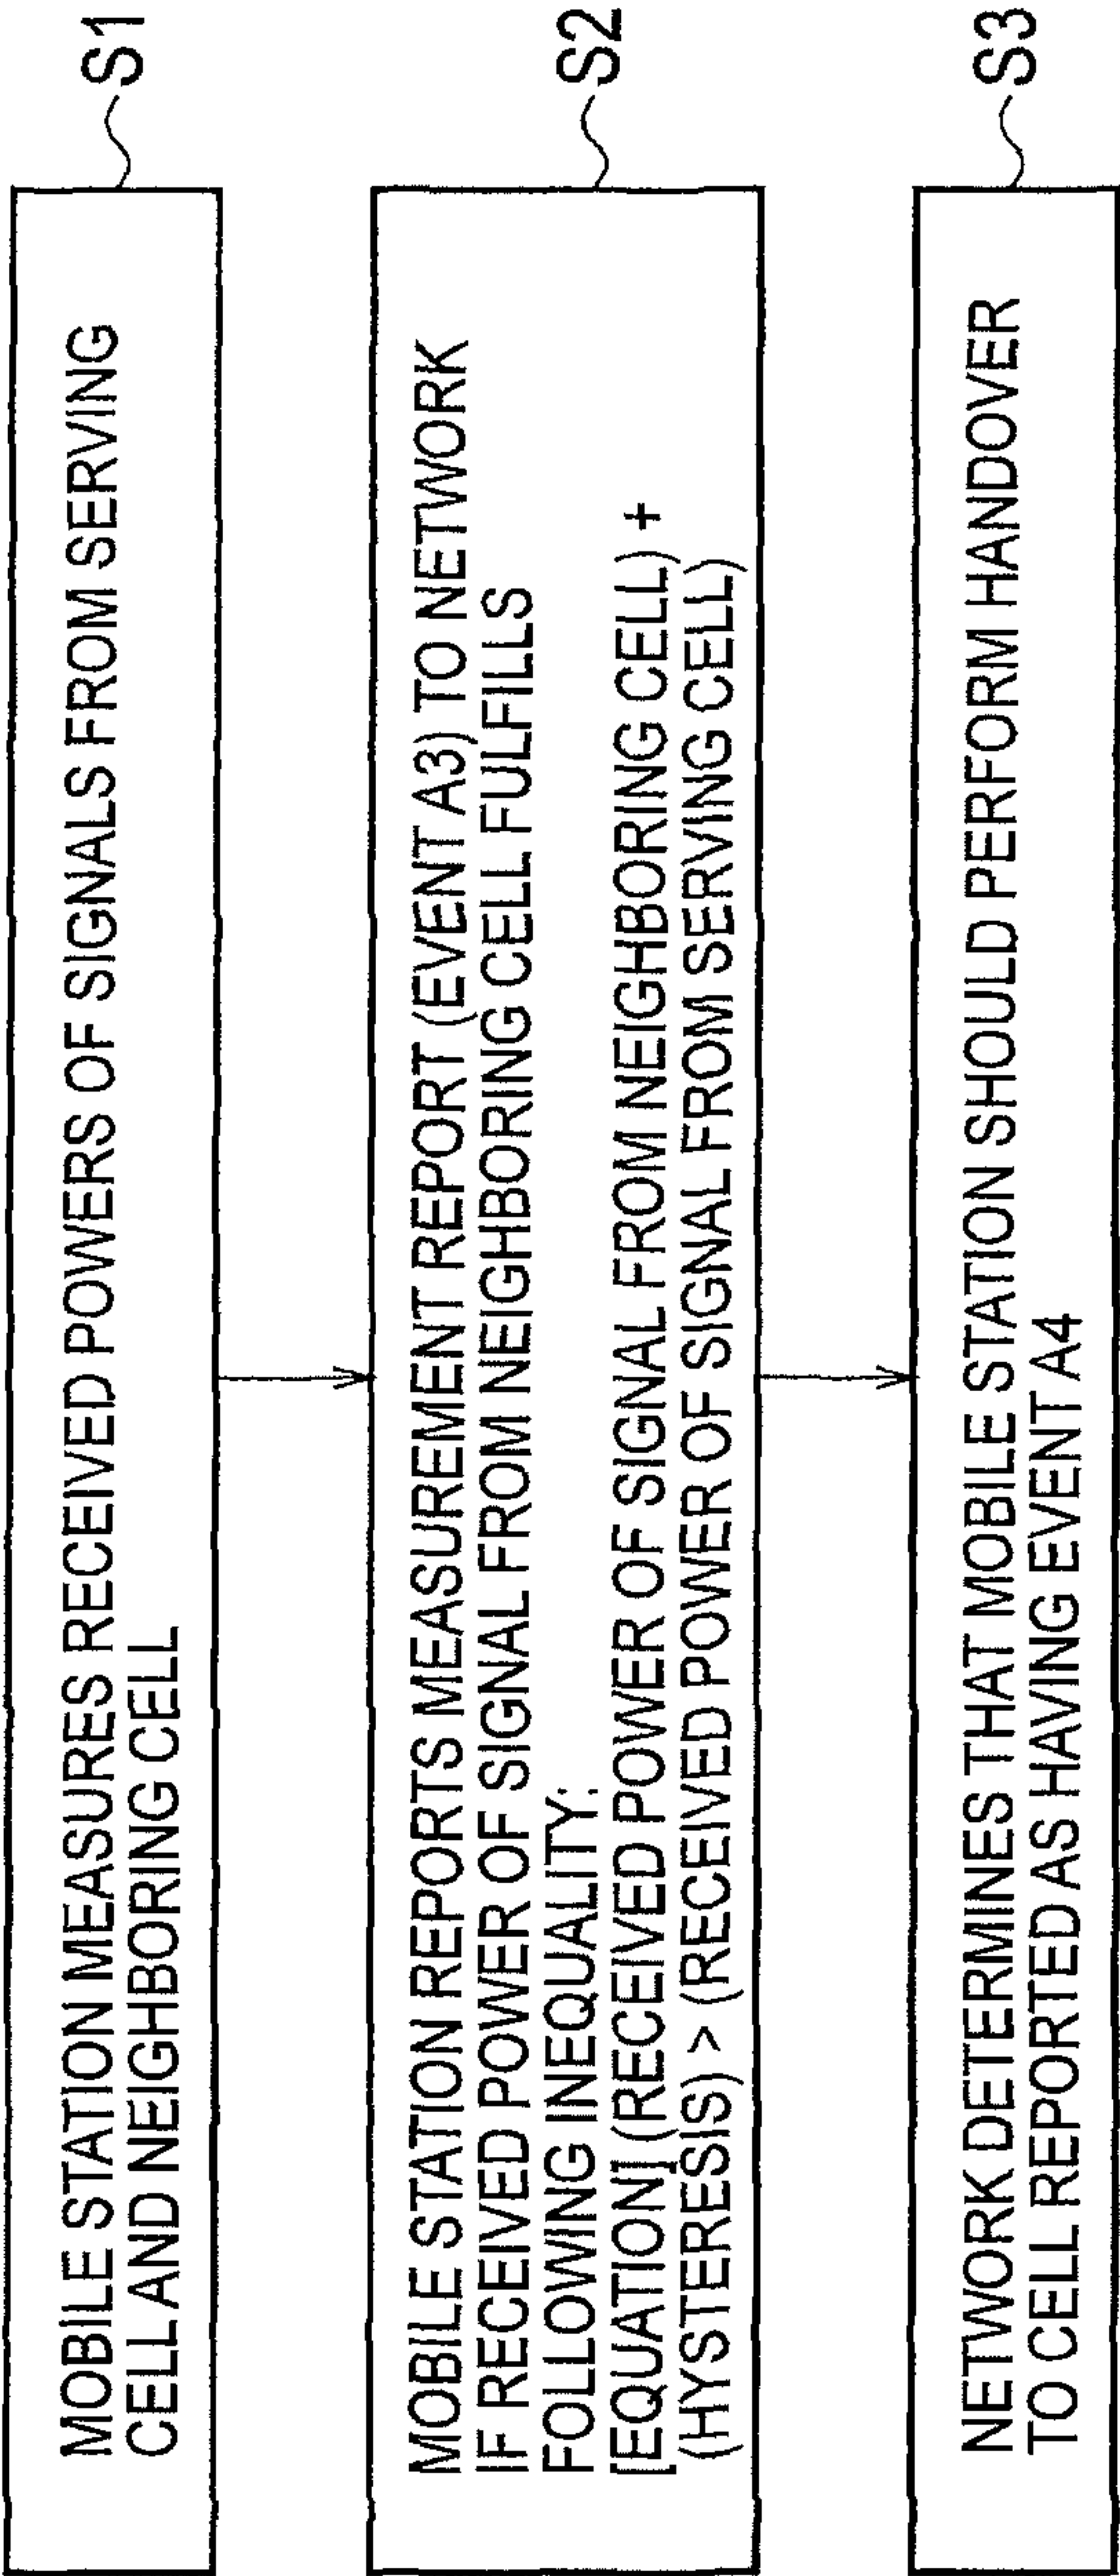 MOBILE STATION MEASURES RECEIVED POWERS OF SIGNALS FROM SERVING
CELL AND NEIGHBORING CELL
S1
MOBILE STATION REPORTS MEASUREMENT REPORT (EVENT A3) TO NETWORK
IF RECEIVED POWER OF SIGNAL FROM NEIGHBORING CELL FULFILLS
FOLLOWING INEQUALITY:
[EQUATION] (RECEIVED POWER OF SIGNAL FROM NEIGHBORING CELL) +
(HYSTERESIS) > (RECEIVED POWER OF SIGNAL FROM SERVING CELL)
S2
NETWORK DETERMINES THAT MOBILE STATION SHOULD PERFORM HANDOVER
TO CELL REPORTED AS HAVING EVENT A4
S3